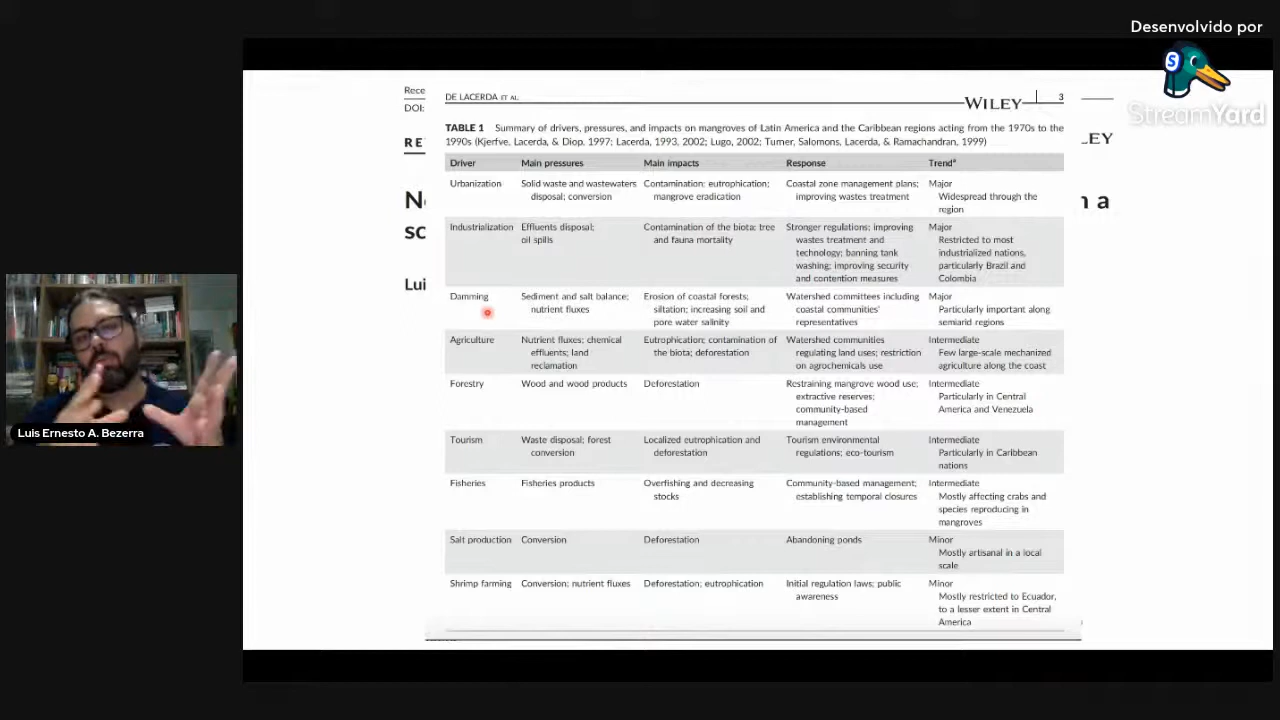 Desenvolvido por
StreamYard
Rece
DOI:
RE
No
sc
Lui
LEY
n a
DE LACERDA ET AL.
WILEY
3
TABLE 1 Summary of drivers, pressures, and impacts on mangroves of Latin America and the Caribbean regions acting from the 1970s to the
1990s (Kjerfve, Lacerda, & Diop, 1997; Lacerda, 1993, 2002; Lugo, 2002; Turner, Salomons, Lacerda, & Ramachandran, 1999)
Driver Main pressures Main impacts Response Trendª
Urbanization Solid waste and wastewaters Contamination; eutrophication; Coastal zone management plans; Major
disposal; conversion mangrove eradication improving wastes treatment Widespread through the
region
Industrialization Effluents disposal; Contamination of the biota: tree Stronger regulations; improving Major
oil spills and fauna mortality wastes treatment and Restricted to most
technology; banning tank industrialized nations,
washing; improving security particularly Brazil and
and contention measures Colombia
Damming Sediment and salt balance; Erosion of coastal forests; Watershed committees including Major
nutrient fluxes siltation; increasing soil and coastal communities' Particularly important along
pore water salinity representatives semiarid regions
Agriculture Nutrient fluxes; chemical Eutrophication; contamination of Watershed communities Intermediate
effluents; land the biota; deforestation regulating land uses; restriction Few large-scale mechanized
reclamation on agrochemicals use agriculture along the coast
Forestry Wood and wood products Deforestation Restraining mangrove wood use; Intermediate
extractive reserves; Particularly in Central
community-based America and Venezuela
management
Tourism Waste disposal; forest Localized eutrophication and Tourism environmental Intermediate
conversion deforestation regulations; eco-tourism Particularly in Caribbean
nations
Fisheries Fisheries products Overfishing and decreasing Community-based management; Intermediate
stocks establishing temporal closures Mostly affecting crabs and
species reproducing in
mangroves
Salt production Conversion Deforestation Abandoning ponds Minor
Mostly artisanal in a local
scale
Shrimp farming Conversion; nutrient fluxes Deforestation; eutrophication Initial regulation laws; public Minor
awareness Mostly restricted to Ecuador,
to a lesser extent in Central
America
Luis Ernesto A. Bezerra